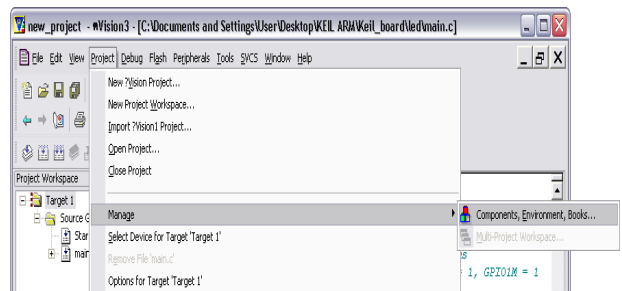 new_project - µVision3 - [C:\Documents and Settings\User\Desktop\KEIL ARM\Keil_board\led\main.c]
File Edit View Project Debug Flash Peripherals Tools SVCS Window Help
New ?Vision Project...
New Project Workspace...
Import ?Vision1 Project...
Open Project...
Close Project
Project Workspace
Target 1
Source G
Manage
Components, Environment, Books...
Star
Select Device for Target 'Target 1'
Multi-Project Workspace...
main
Remove File 'main.c'
s
= 1, GPIO1M = 1
Options for Target 'Target 1'